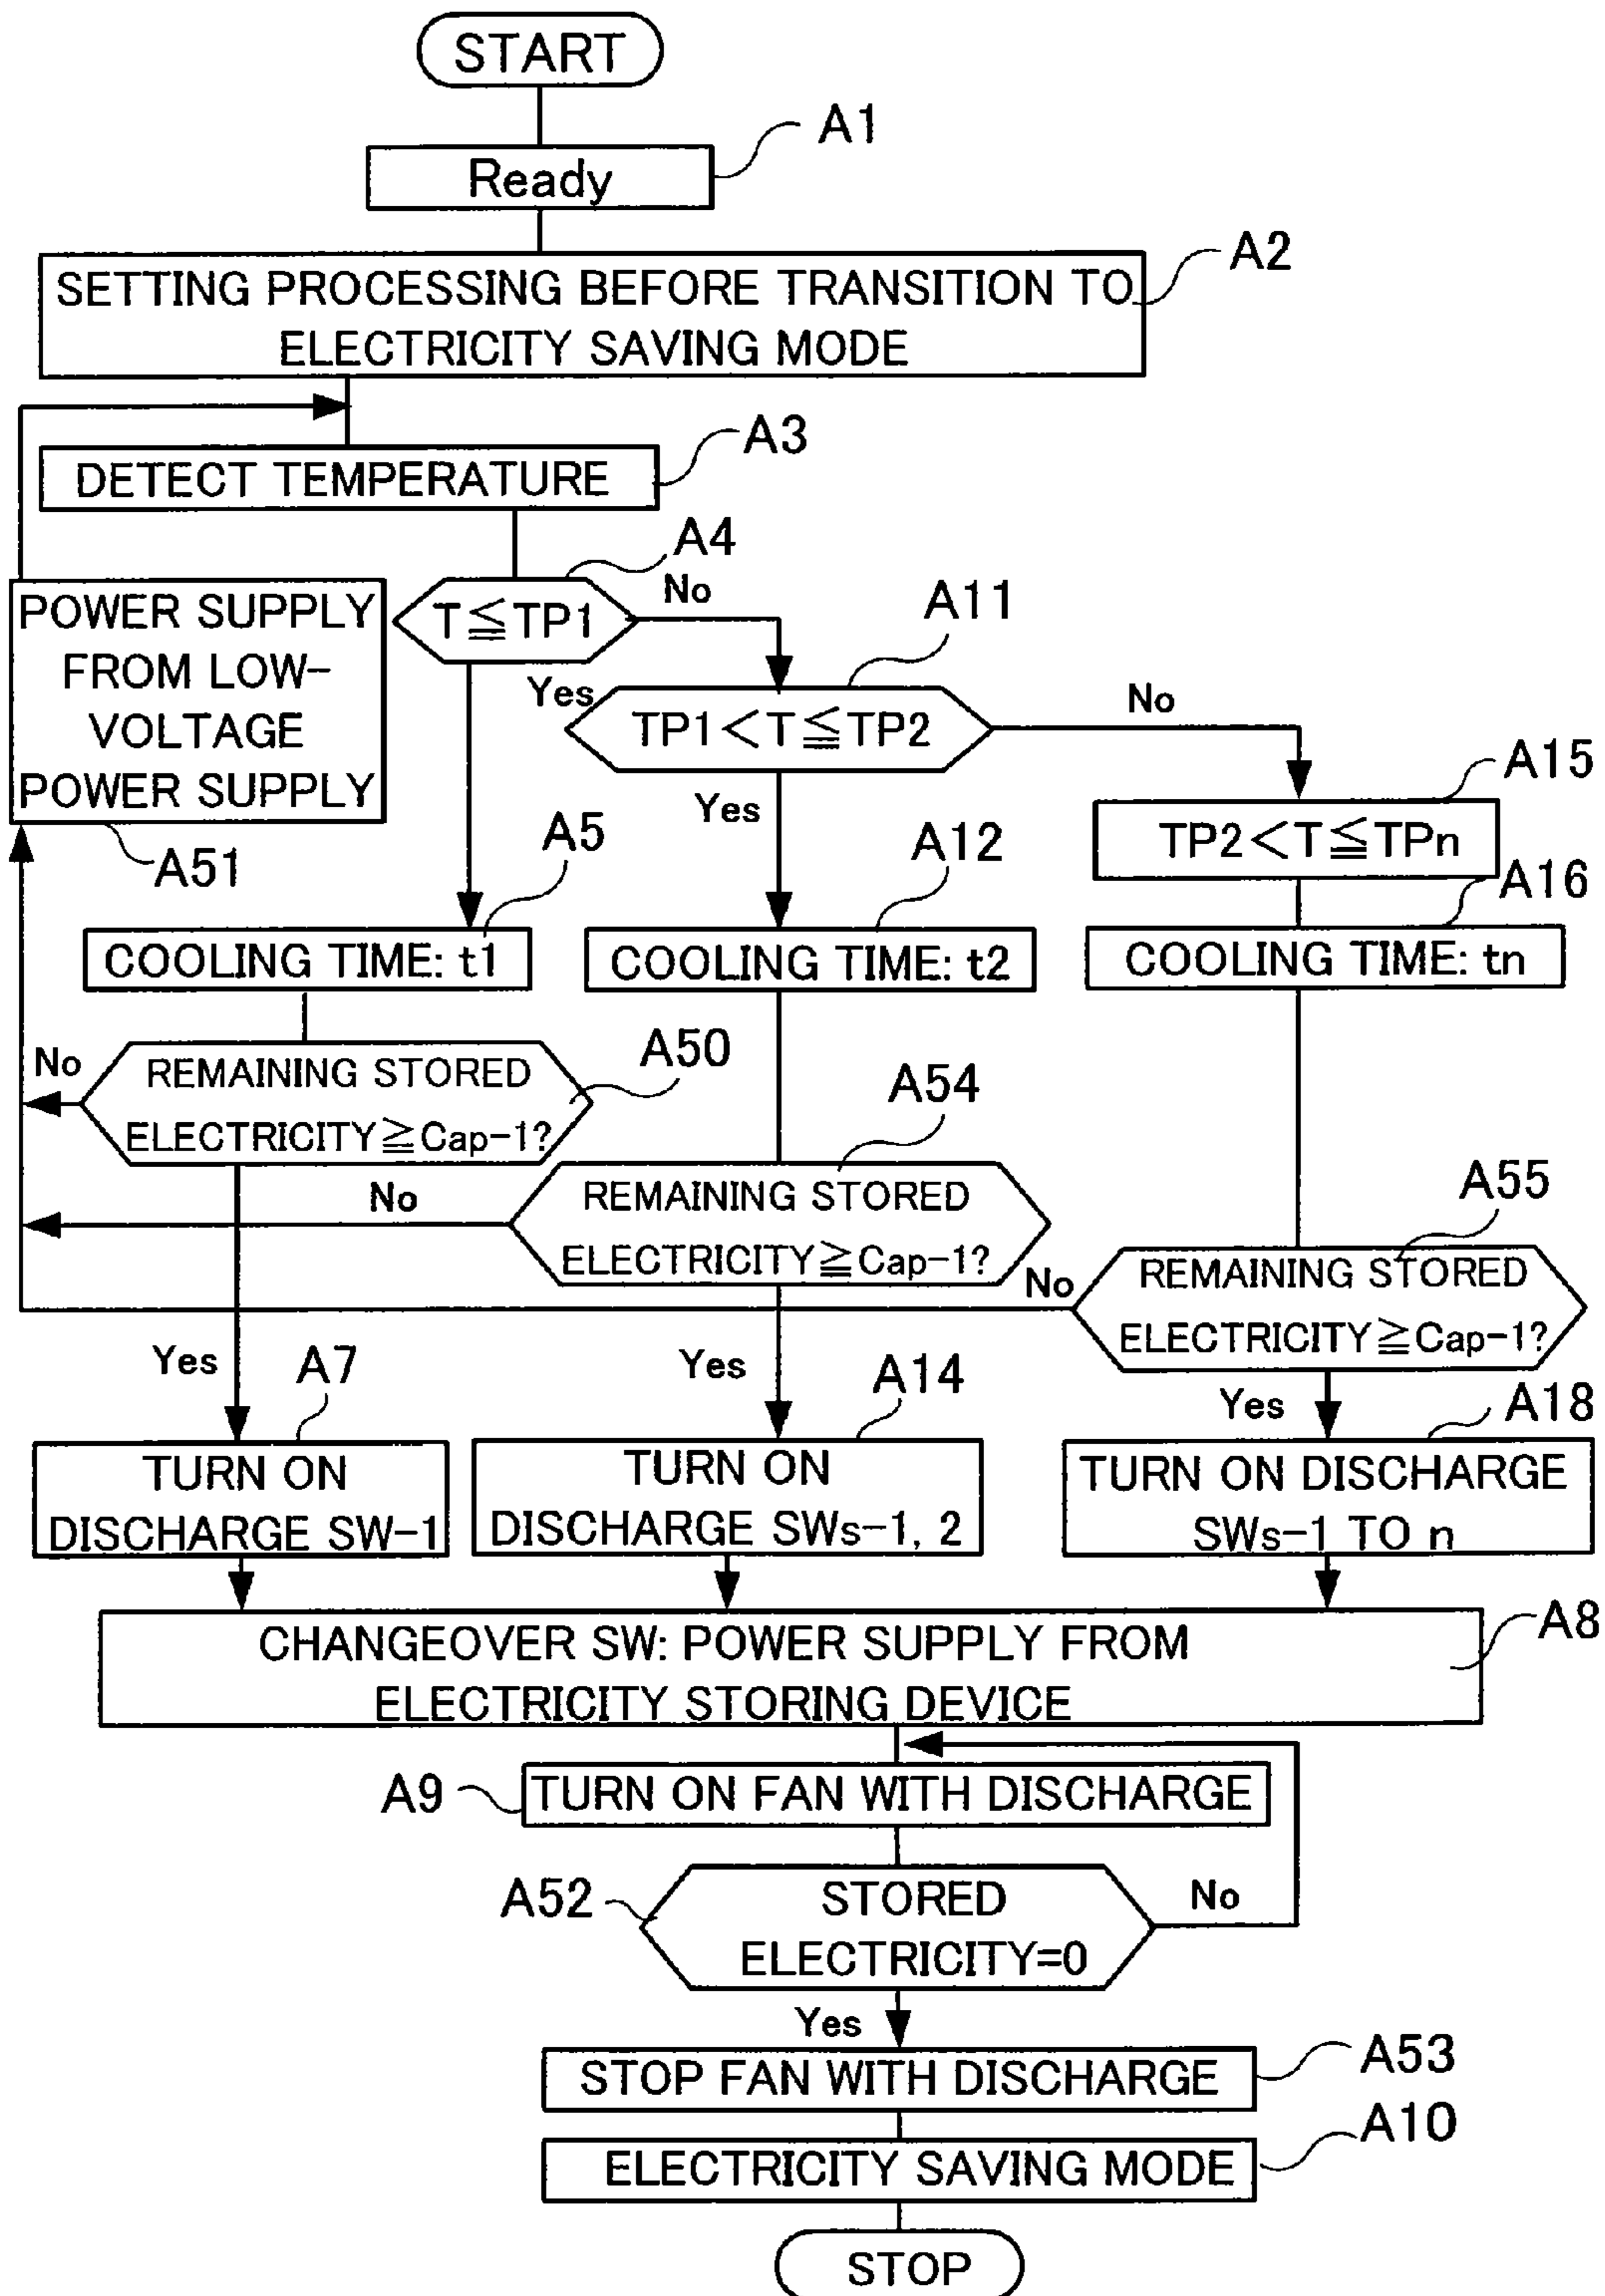 START
A1
Ready
A2
SETTING PROCESSING BEFORE TRANSITION TO
ELECTRICITY SAVING MODE
A3
DETECT TEMPERATURE
A4
T≦TP1
No
Yes
A11
TP1<T≦TP2
No
Yes
A15
TP2<T≦TPn
POWER SUPPLY
FROM LOW-
VOLTAGE
POWER SUPPLY
A51
A5
COOLING TIME: t1
A12
COOLING TIME: t2
A16
COOLING TIME: tn
A50
REMAINING STORED
ELECTRICITY≧Cap-1?
No
A54
REMAINING STORED
ELECTRICITY≧Cap-1?
No
A55
REMAINING STORED
ELECTRICITY≧Cap-1?
No
Yes
A7
TURN ON
DISCHARGE SW-1
Yes
A14
TURN ON
DISCHARGE SWs-1, 2
Yes
A18
TURN ON DISCHARGE
SWs-1 TO n
A8
CHANGEOVER SW: POWER SUPPLY FROM
ELECTRICITY STORING DEVICE
A9
TURN ON FAN WITH DISCHARGE
A52
STORED
ELECTRICITY=0
No
Yes
STOP FAN WITH DISCHARGE
A53
ELECTRICITY SAVING MODE
A10
STOP